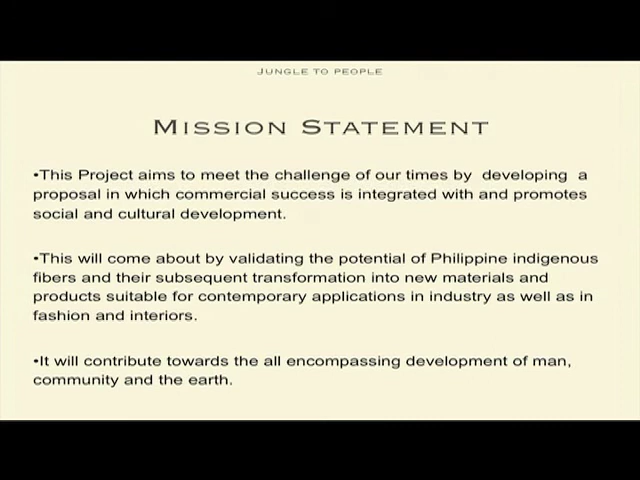 JUNGLE TO PEOPLE
MISSION STATEMENT
•This Project aims to meet the challenge of our times by developing a
proposal in which commercial success is integrated with and promotes
social and cultural development.
•This will come about by validating the potential of Philippine indigenous
fibers and their subsequent transformation into new materials and
products suitable for contemporary applications in industry as well as in
fashion and interiors.
•It will contribute towards the all encompassing development of man,
community and the earth.